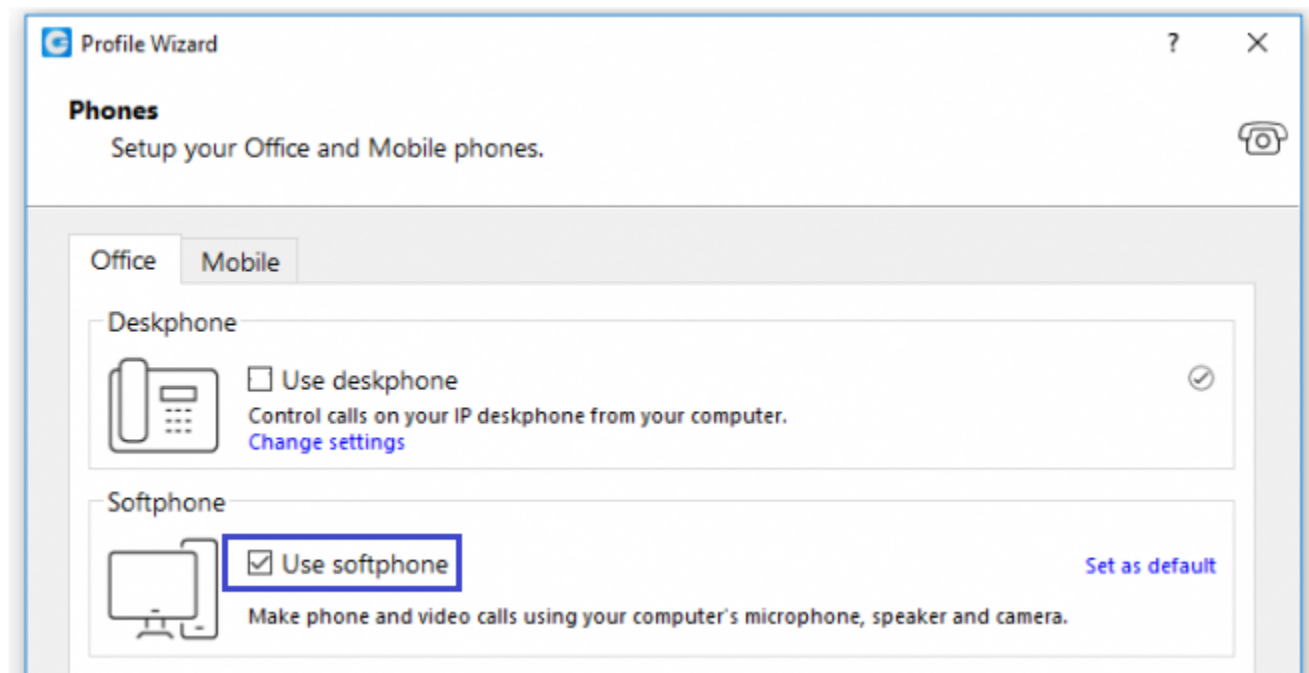 Profile Wizard ?
Phones
Setup your Office and Mobile phones.
Office Mobile
Deskphone
Use deskphone
Control calls on your IP deskphone from your computer.
Change settings
Softphone
Use softphone Set as default
Make phone and video calls using your computer's microphone, speaker and camera.